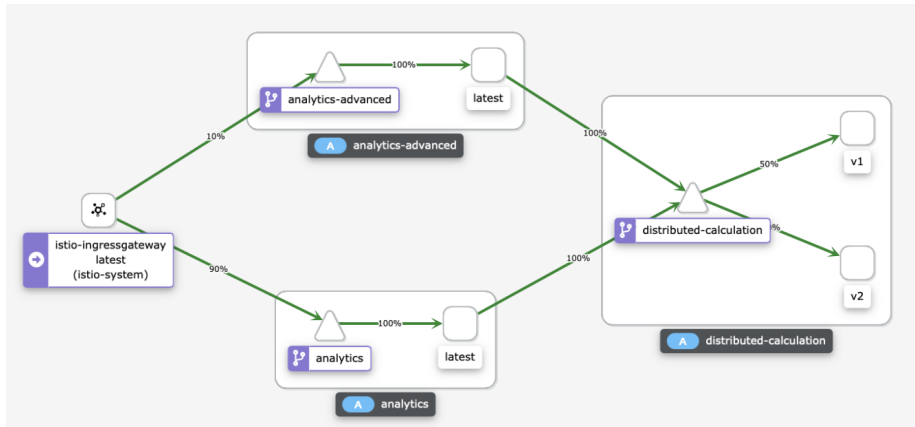 100%
analytics-advanced
latest
A analytics-advanced
10%
100%
50%
v1
istio-ingressgateway
latest
(istio-system)
distributed-calculation
90%
100%
v2
100%
analytics
latest
A distributed-calculation
A analytics